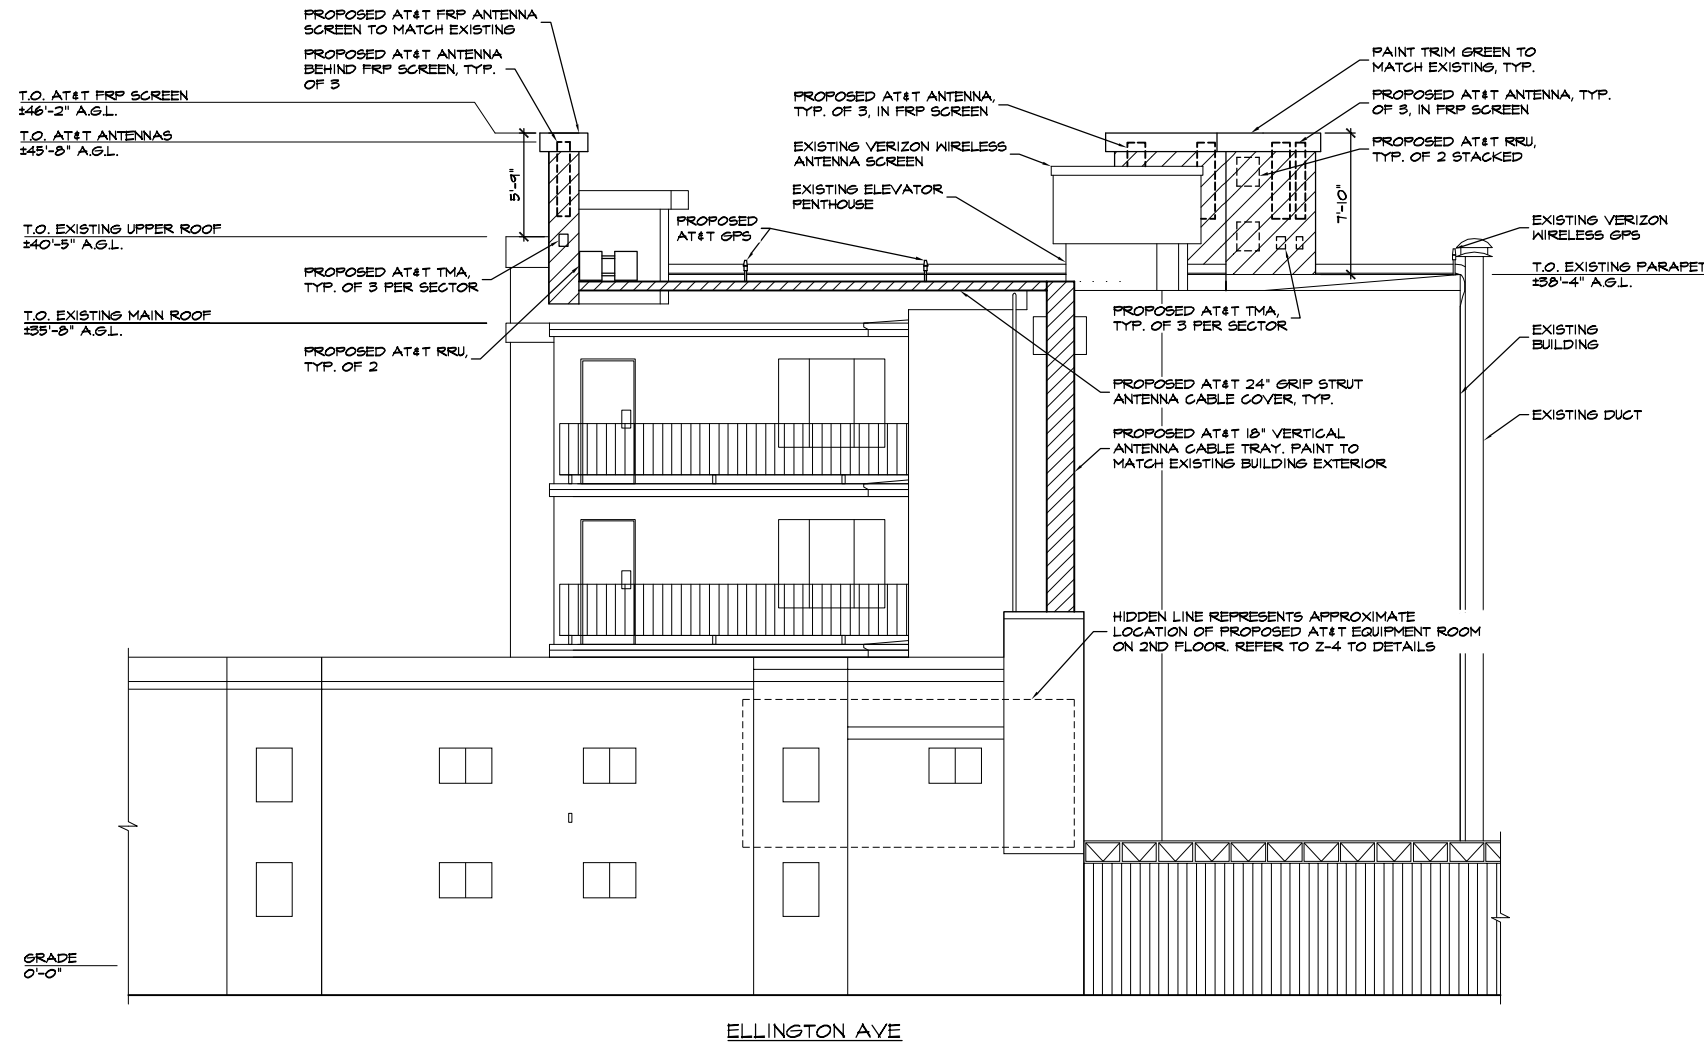 PROPOSED AT&T FRP ANTENNA
SCREEN TO MATCH EXISTING
PROPOSED AT&T ANTENNA
BEHIND FRP SCREEN, TYP.
OF 3
T.O. AT&T FRP SCREEN
±46'-2" A.G.L.
T.O. AT&T ANTENNAS
±45'-8" A.G.L.
5'-9"
T.O. EXISTING UPPER ROOF
±40'-5" A.G.L.
PROPOSED AT&T TMA,
TYP. OF 3 PER SECTOR
T.O. EXISTING MAIN ROOF
±35'-8" A.G.L.
PROPOSED AT&T RRU,
TYP. OF 2
PROPOSED
AT&T GPS
PROPOSED AT&T ANTENNA,
TYP. OF 3, IN FRP SCREEN
EXISTING VERIZON WIRELESS
ANTENNA SCREEN
EXISTING ELEVATOR
PENTHOUSE
PAINT TRIM GREEN TO
MATCH EXISTING, TYP.
PROPOSED AT&T ANTENNA, TYP.
OF 3, IN FRP SCREEN
PROPOSED AT&T RRU,
TYP. OF 2 STACKED
7'-10"
EXISTING VERIZON
WIRELESS GPS
T.O. EXISTING PARAPET
±38'-4" A.G.L.
PROPOSED AT&T TMA,
TYP. OF 3 PER SECTOR
EXISTING
BUILDING
PROPOSED AT&T 24" GRIP STRUT
ANTENNA CABLE COVER, TYP.
EXISTING DUCT
PROPOSED AT&T 18" VERTICAL
ANTENNA CABLE TRAY. PAINT TO
MATCH EXISTING BUILDING EXTERIOR
HIDDEN LINE REPRESENTS APPROXIMATE
LOCATION OF PROPOSED AT&T EQUIPMENT ROOM
ON 2ND FLOOR. REFER TO Z-4 TO DETAILS
GRADE
0'-0"
ELLINGTON AVE